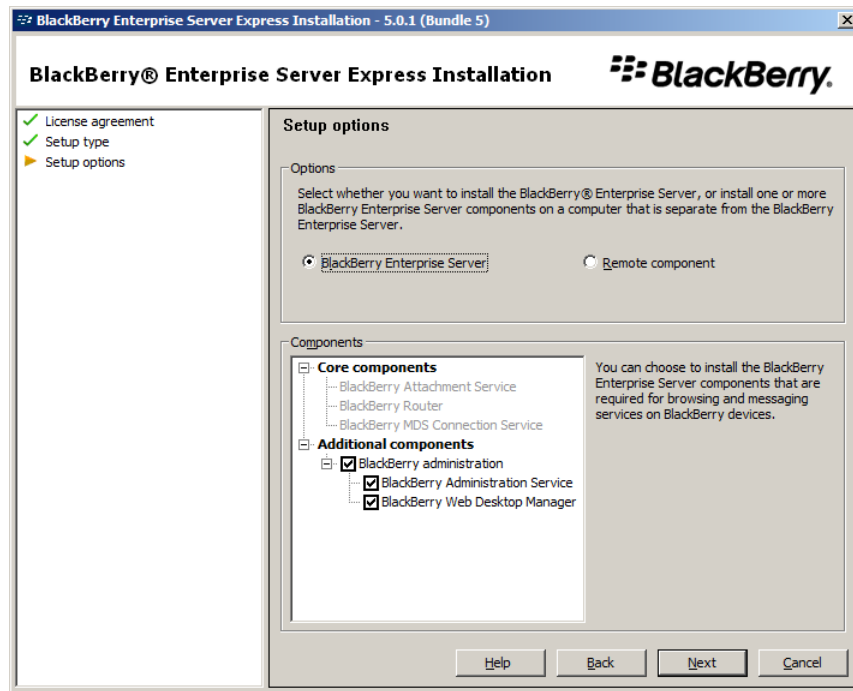 BlackBerry Enterprise Server Express Installation - 5.0.1 (Bundle 5)
BlackBerry® Enterprise Server Express Installation
BlackBerry.
License agreement
Setup type
Setup options
Setup options
Options
Select whether you want to install the BlackBerry® Enterprise Server, or install one or more
BlackBerry Enterprise Server components on a computer that is separate from the BlackBerry
Enterprise Server.
BlackBerry Enterprise Server
Remote component
Components
Core components
BlackBerry Attachment Service
BlackBerry Router
BlackBerry MDS Connection Service
Additional components
BlackBerry administration
BlackBerry Administration Service
BlackBerry Web Desktop Manager
You can choose to install the BlackBerry
Enterprise Server components that are
required for browsing and messaging
services on BlackBerry devices.
Help
Back
Next
Cancel